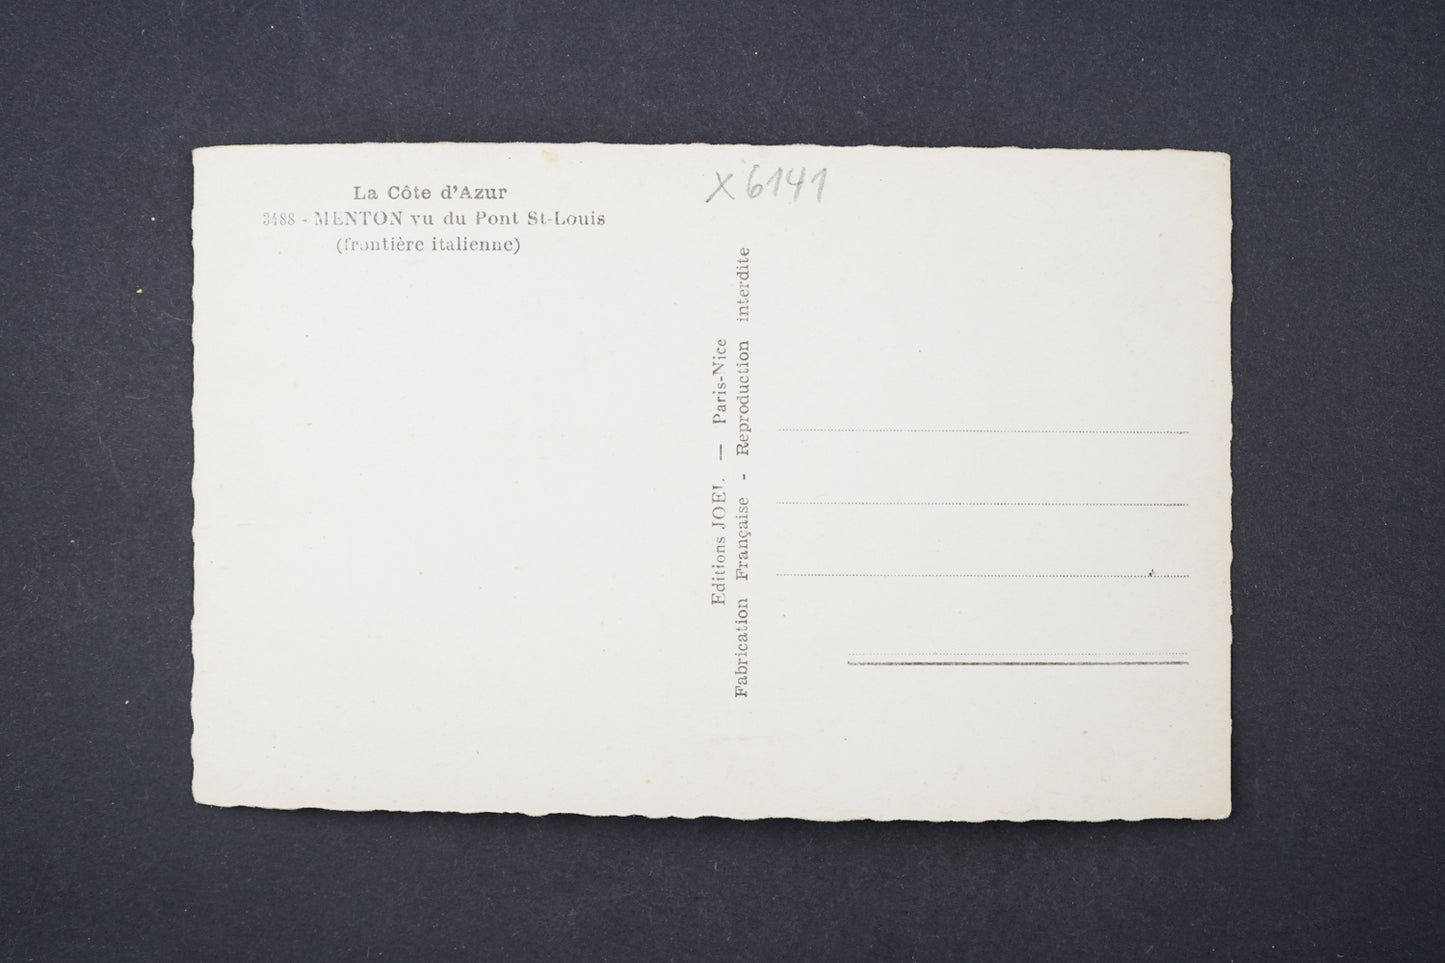 La Côte d'Azur
3488 - MENTON vu du Pont St-Louis
(frontière italienne)
X 6141
Editions JOEL — Paris-Nice
Fabrication Française - Reproduction interdite